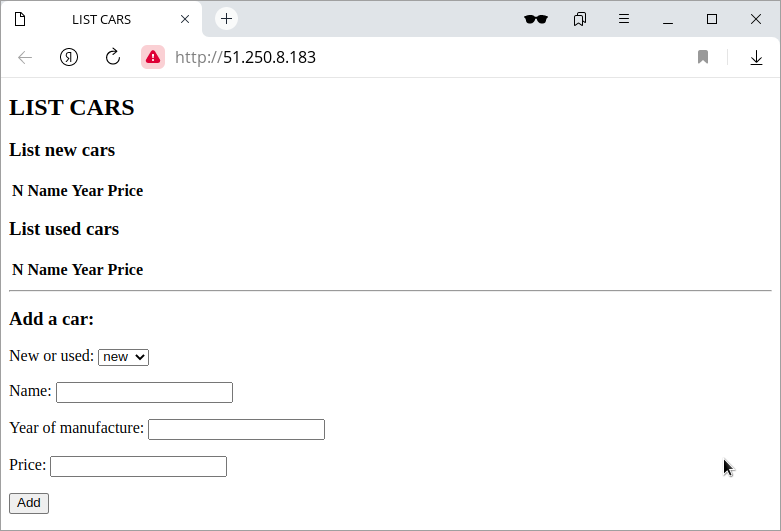 LIST CARS
Я
http://51.250.8.183
LIST CARS
List new cars
N Name Year Price
List used cars
N Name Year Price
Add a car:
New or used: new
Name:
Year of manufacture:
Price:
Add